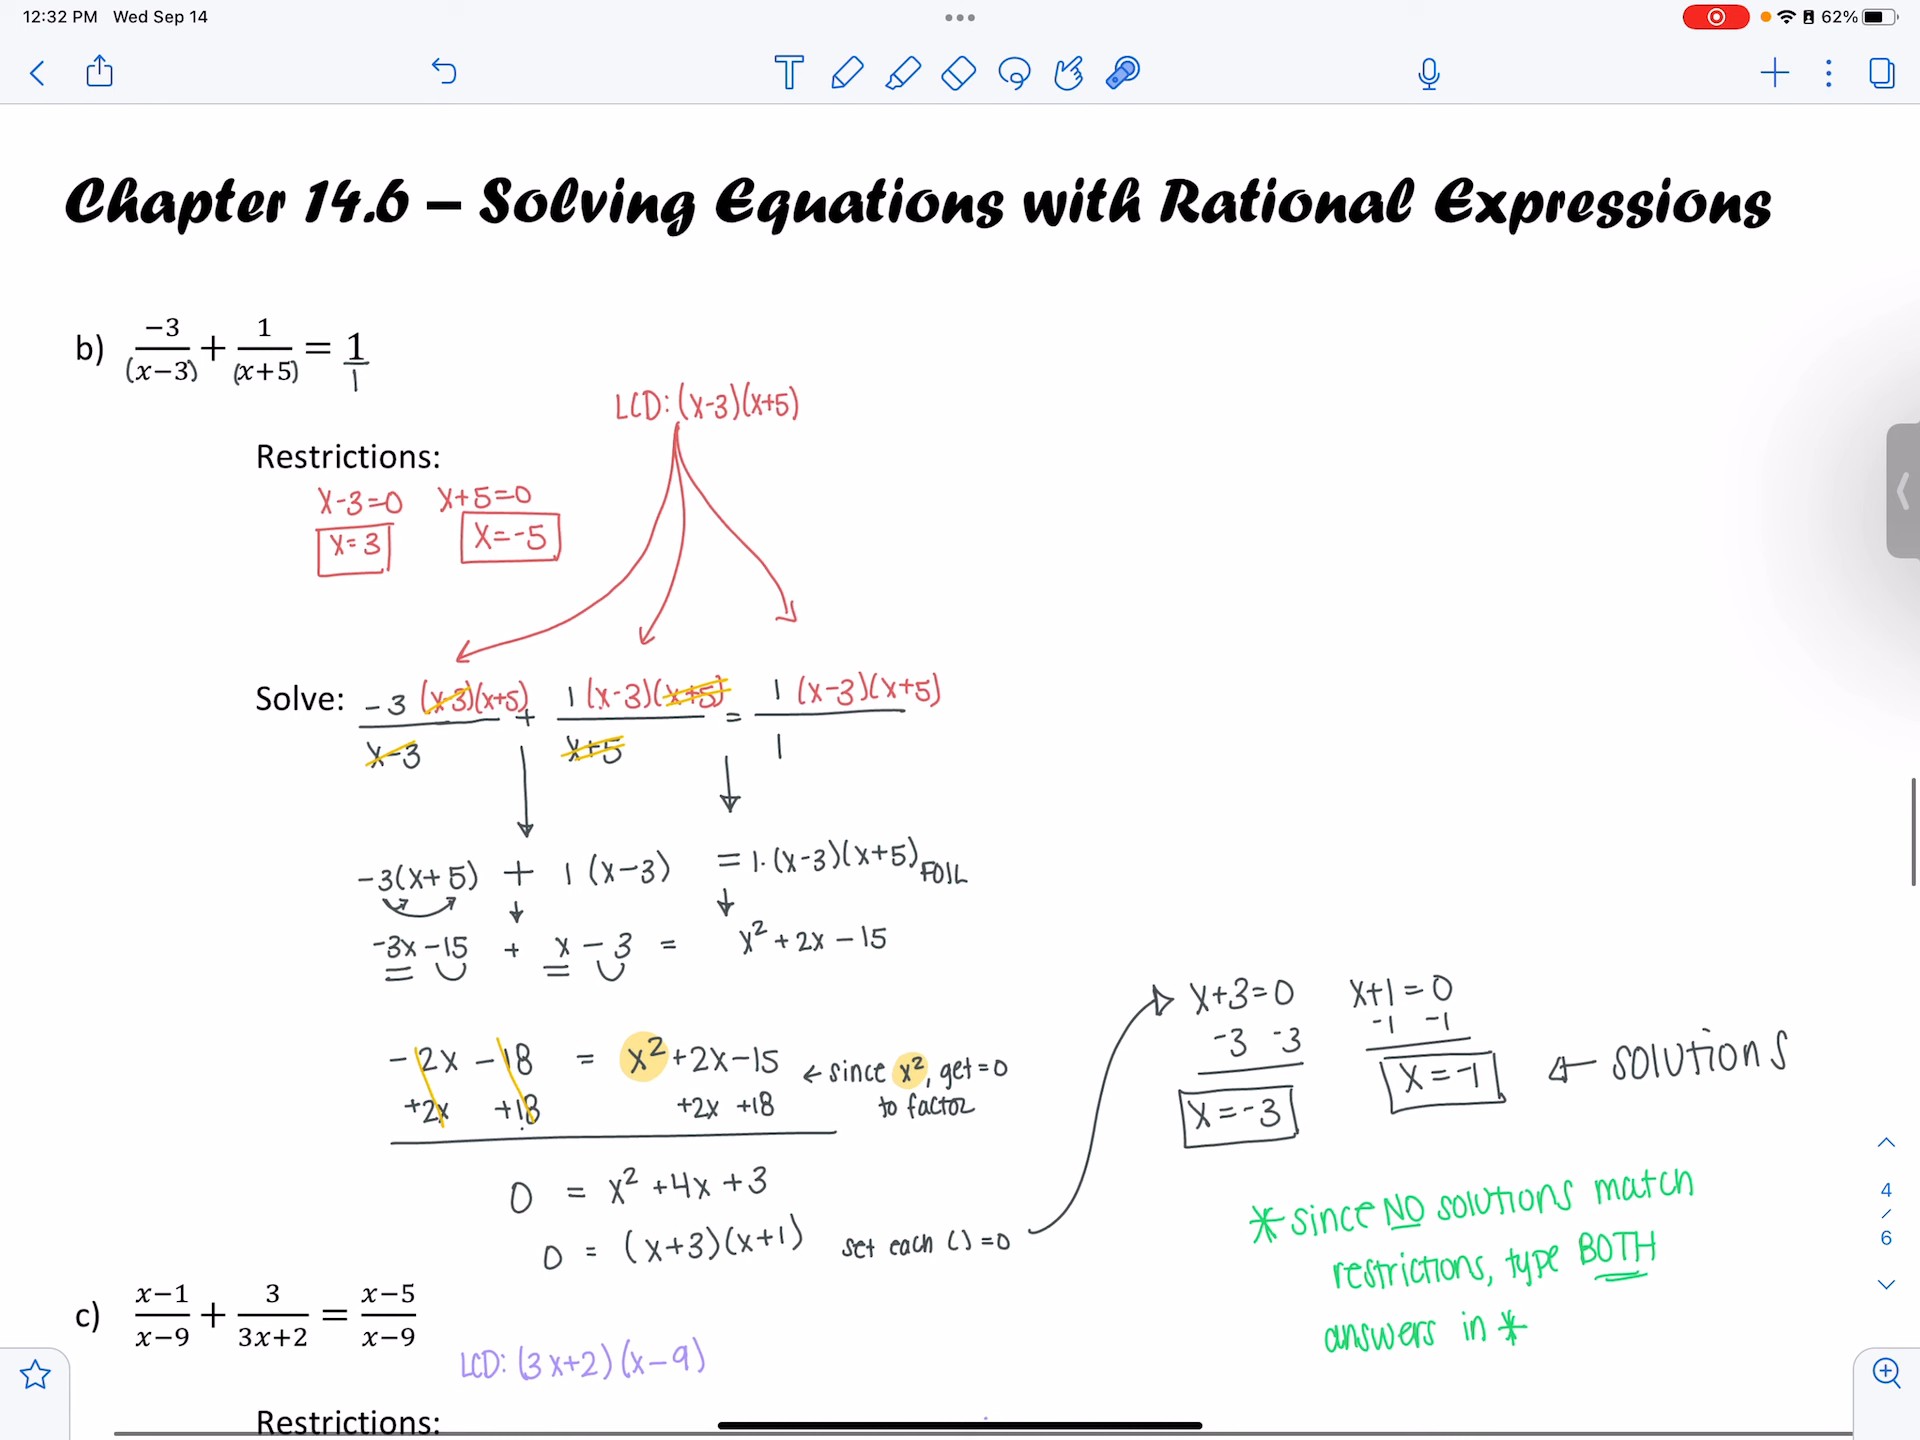 12:32 PM Wed Sep 14
62%
Chapter 14.6 – Solving Equations with Rational Expressions
b) −3/(x−3) + 1/(x+5) = 1/1
LCD: (x-3)(x+5)
Restrictions:
x-3=0 x+5=0
x=3 x=-5
Solve: -3(x-3)(x+5)/x-3 + 1(x-3)(x+5)/x+5 = 1(x-3)(x+5)/1
-3(x+5) + 1(x-3) = 1·(x-3)(x+5) FOIL
-3x-15 + x-3 = x²+2x-15
-2x-18 = x²+2x-15 ← since x², get=0
+2x +18 +2x +18 to factor
0 = x²+4x+3
0 = (x+3)(x+1) set each ()=0
x+3=0 x+1=0
-3 -3 -1 -1
x=-3 x=-1 ← SOLUTIONS
*since NO solutions match
restrictions, type BOTH
answers in *
4
/
6
c) x−1/x−9 + 3/3x+2 = x−5/x−9
LCD: (3x+2)(x-9)
Restrictions: